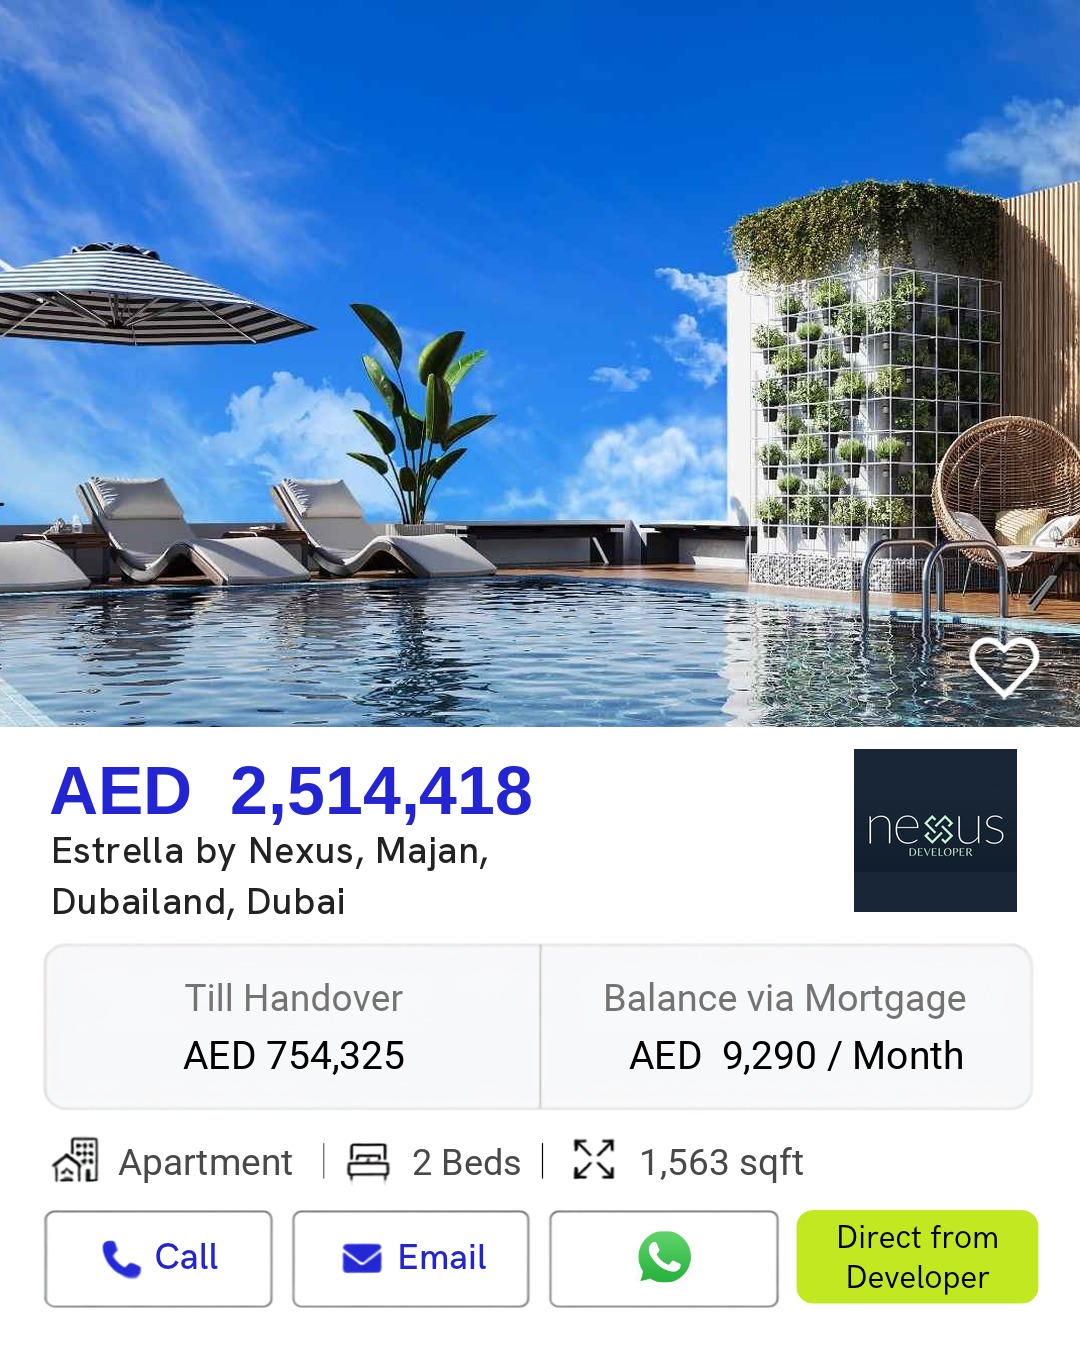 AED 2,514,418
Estrella by Nexus, Majan,
Dubailand, Dubai
nexus
DEVELOPER
Till Handover
AED 754,325
Balance via Mortgage
AED 9,290 / Month
Apartment
2 Beds
1,563 sqft
Call
Email
Direct from
Developer